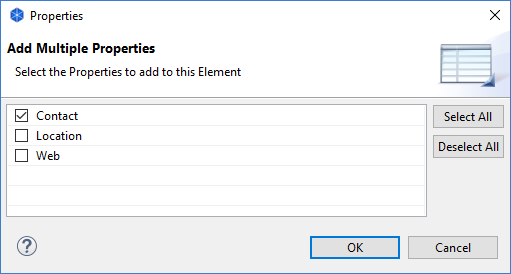 Properties
Add Multiple Properties
Select the Properties to add to this Element
Contact
Location
Web
Select All
Deselect All
?
OK
Cancel